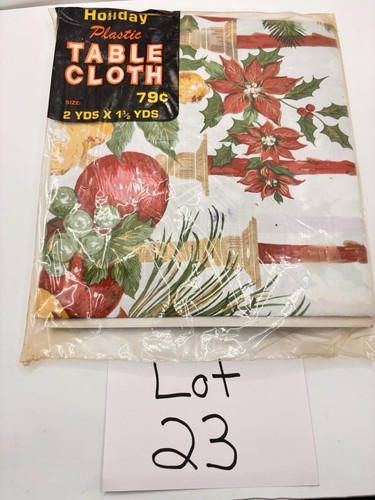 Holiday
Plastic
TABLE
CLOTH
79¢
SIZE:
2 YDS X 1½ YDS
Lot
23